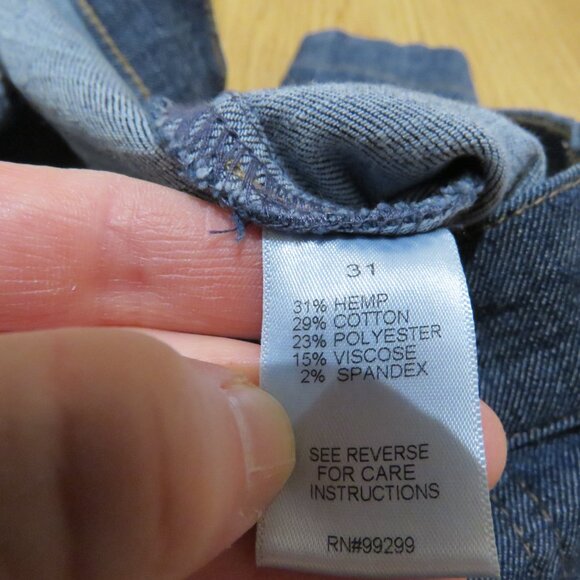 31
31% HEMP
29% COTTON
23% POLYESTER
15% VISCOSE
2% SPANDEX
SEE REVERSE
FOR CARE
INSTRUCTIONS
RN#99299